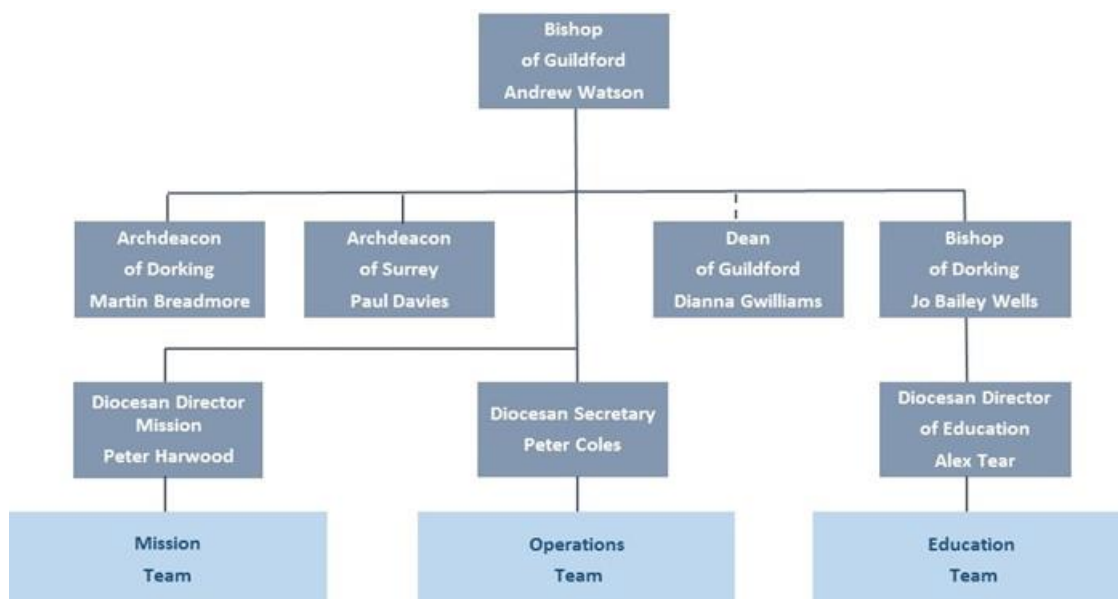 Bishop
of Guildford
Andrew Watson
Archdeacon
of Dorking
Martin Breadmore
Archdeacon
of Surrey
Paul Davies
Dean
of Guildford
Dianna Gwilliams
Bishop
of Dorking
Jo Bailey Wells
Diocesan Director
Mission
Peter Harwood
Diocesan Secretary
Peter Coles
Diocesan Director
of Education
Alex Tear
Mission
Team
Operations
Team
Education
Team